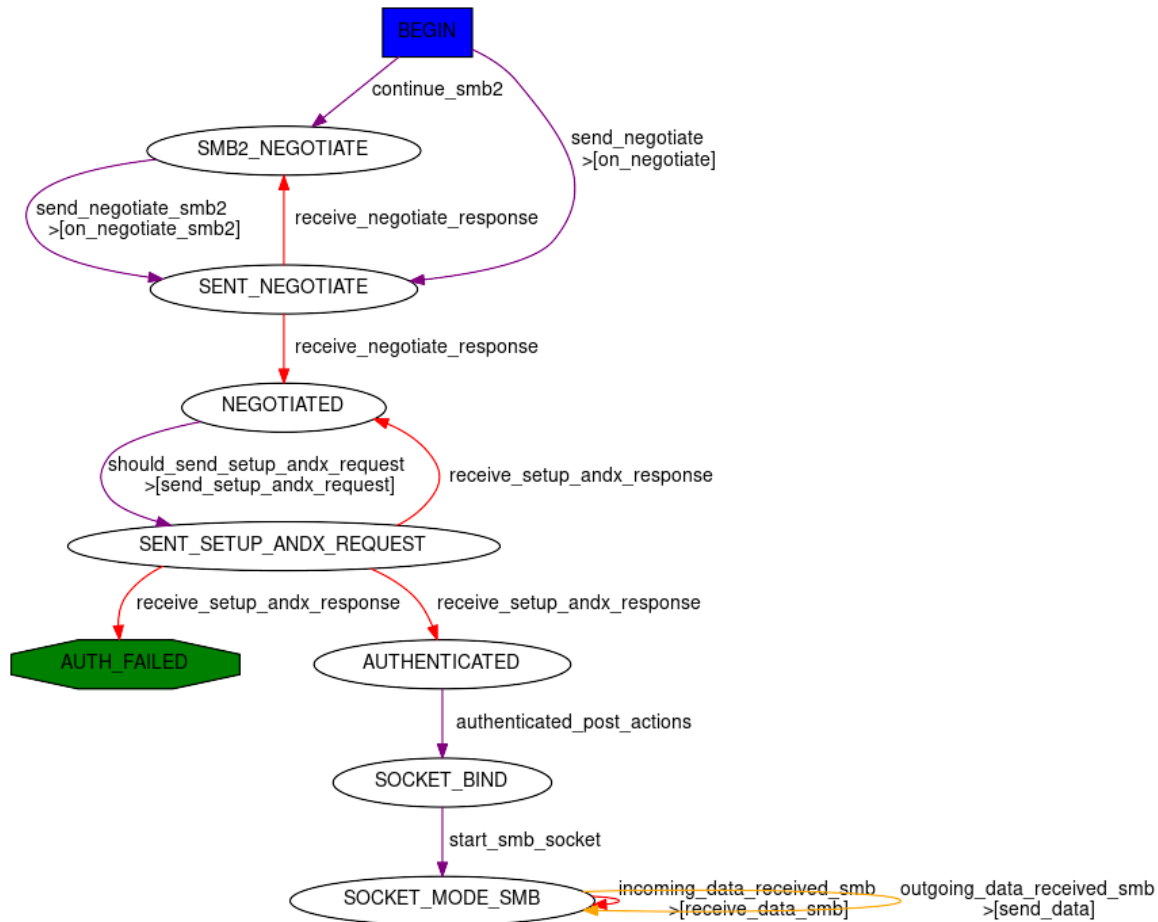 BEGIN
continue_smb2
send_negotiate
>[on_negotiate]
SMB2_NEGOTIATE
send_negotiate_smb2
>[on_negotiate_smb2]
receive_negotiate_response
SENT_NEGOTIATE
receive_negotiate_response
NEGOTIATED
should_send_setup_andx_request
>[send_setup_andx_request]
receive_setup_andx_response
SENT_SETUP_ANDX_REQUEST
receive_setup_andx_response
receive_setup_andx_response
AUTH_FAILED
AUTHENTICATED
authenticated_post_actions
SOCKET_BIND
start_smb_socket
SOCKET_MODE_SMB
incoming_data_received_smb
>[receive_data_smb]
outgoing_data_received_smb
>[send_data]